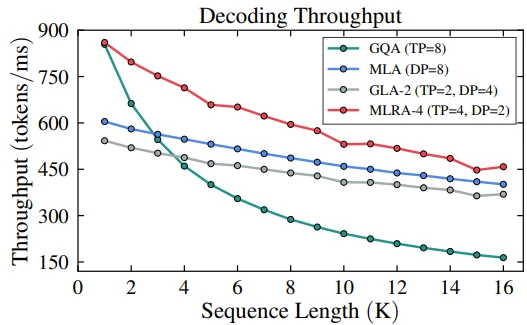 Decoding Throughput
Throughput (tokens/ms)
900
750
600
450
300
150
GQA (TP=8)
MLA (DP=8)
GLA-2 (TP=2, DP=4)
MLRA-4 (TP=4, DP=2)
0 2 4 6 8 10 12 14 16
Sequence Length (K)